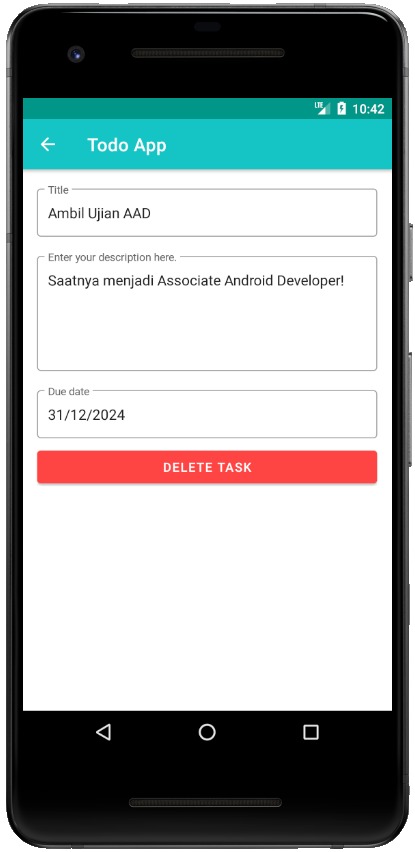 LTE 10:42
Todo App
Title
Ambil Ujian AAD
Enter your description here.
Saatnya menjadi Associate Android Developer!
Due date
31/12/2024
DELETE TASK